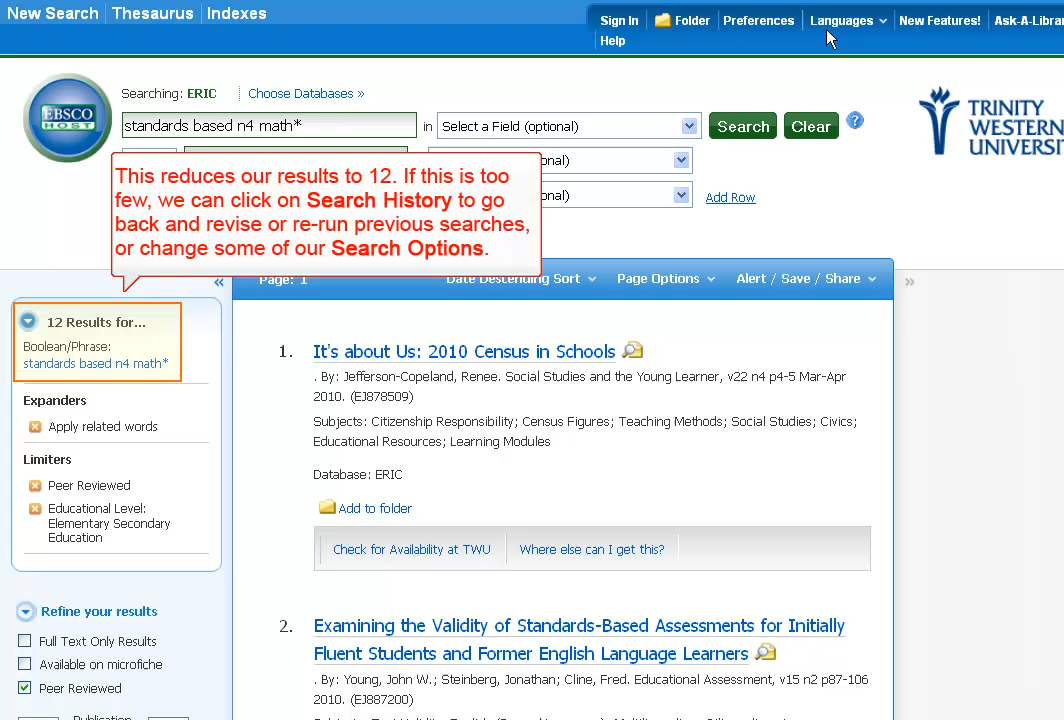 New Search Thesaurus Indexes
Sign In Folder Preferences Languages New Features! Ask-A-Libra
Help
Searching: ERIC Choose Databases »
EBSCO
HOST
standards based n4 math* in Select a Field (optional) Search Clear ?
TRINITY
WESTERN
UNIVERSI
onal)
onal) Add Row
This reduces our results to 12. If this is too
few, we can click on Search History to go
back and revise or re-run previous searches,
or change some of our Search Options.
« Page: 1 Date Descending Sort Page Options Alert / Save / Share »
12 Results for...
Boolean/Phrase:
standards based n4 math*
Expanders
Apply related words
Limiters
Peer Reviewed
Educational Level:
Elementary Secondary
Education
Refine your results
Full Text Only Results
Available on microfiche
Peer Reviewed
Publication
1. It's about Us: 2010 Census in Schools
. By: Jefferson-Copeland, Renee. Social Studies and the Young Learner, v22 n4 p4-5 Mar-Apr
2010. (EJ878509)
Subjects: Citizenship Responsibility; Census Figures; Teaching Methods; Social Studies; Civics;
Educational Resources; Learning Modules
Database: ERIC
Add to folder
Check for Availability at TWU Where else can I get this?
2. Examining the Validity of Standards-Based Assessments for Initially
Fluent Students and Former English Language Learners
. By: Young, John W.; Steinberg, Jonathan; Cline, Fred. Educational Assessment, v15 n2 p87-106
2010. (EJ887200)